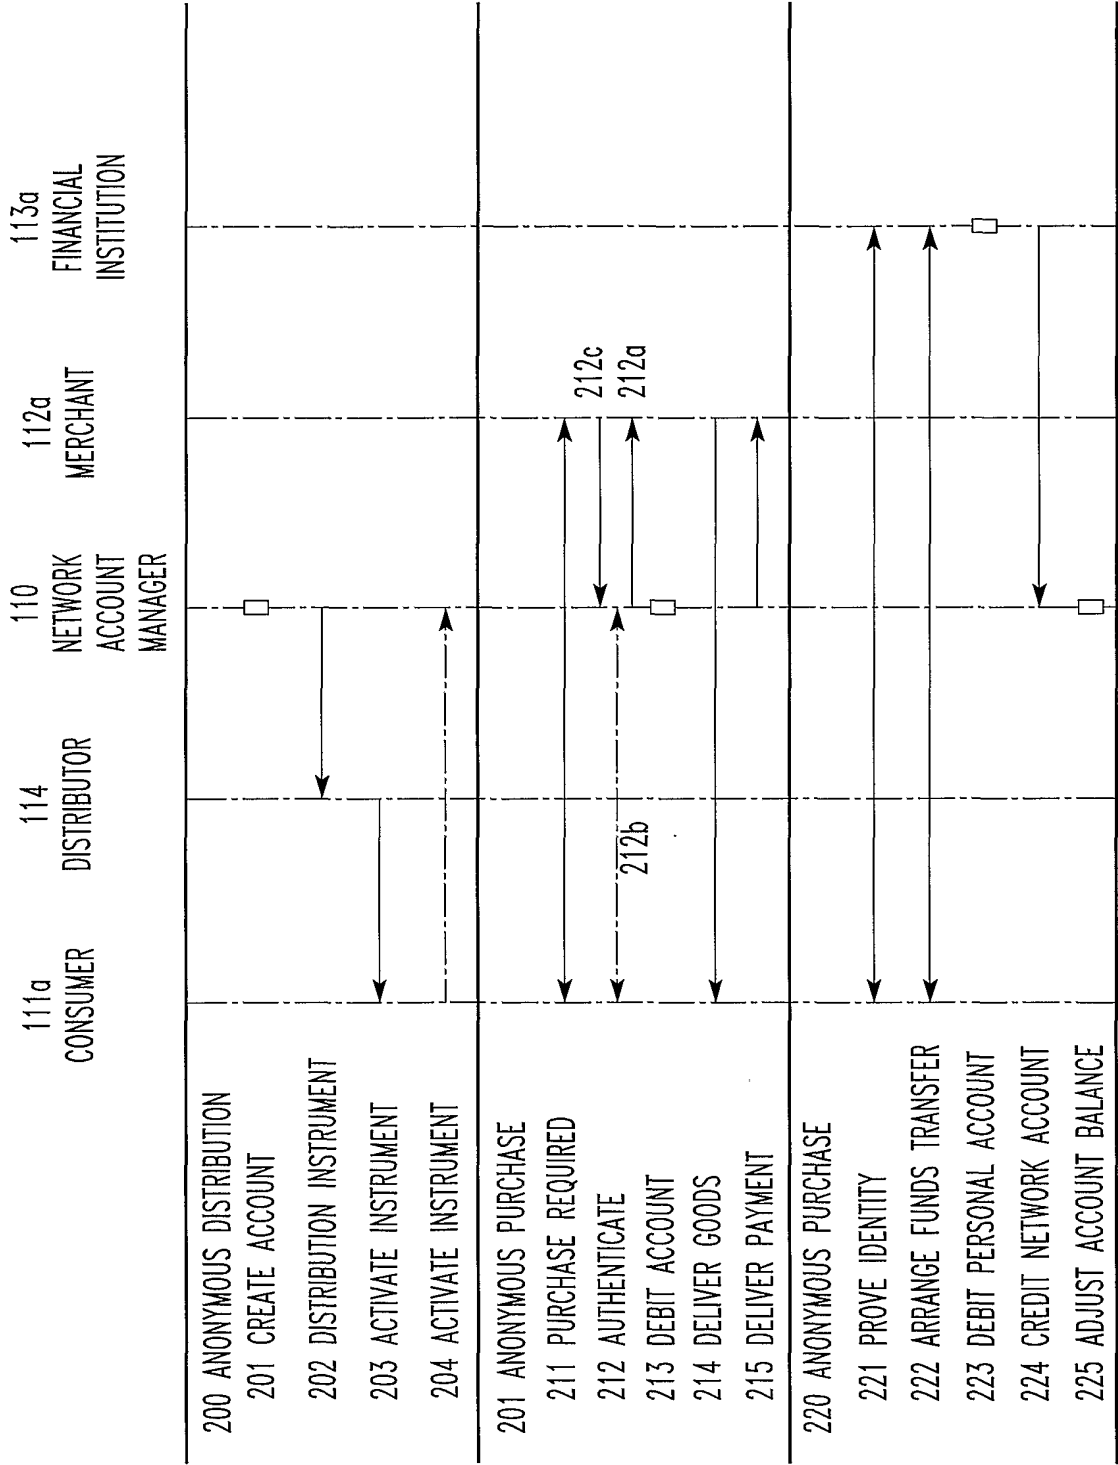 111a
CONSUMER
114
DISTRIBUTOR
110
NETWORK
ACCOUNT
MANAGER
112a
MERCHANT
113a
FINANCIAL
INSTITUTION
200 ANONYMOUS DISTRIBUTION
201 CREATE ACCOUNT
202 DISTRIBUTION INSTRUMENT
203 ACTIVATE INSTRUMENT
204 ACTIVATE INSTRUMENT
201 ANONYMOUS PURCHASE
211 PURCHASE REQUIRED
212 AUTHENTICATE
212c
212a
212b
213 DEBIT ACCOUNT
214 DELIVER GOODS
215 DELIVER PAYMENT
220 ANONYMOUS PURCHASE
221 PROVE IDENTITY
222 ARRANGE FUNDS TRANSFER
223 DEBIT PERSONAL ACCOUNT
224 CREDIT NETWORK ACCOUNT
225 ADJUST ACCOUNT BALANCE